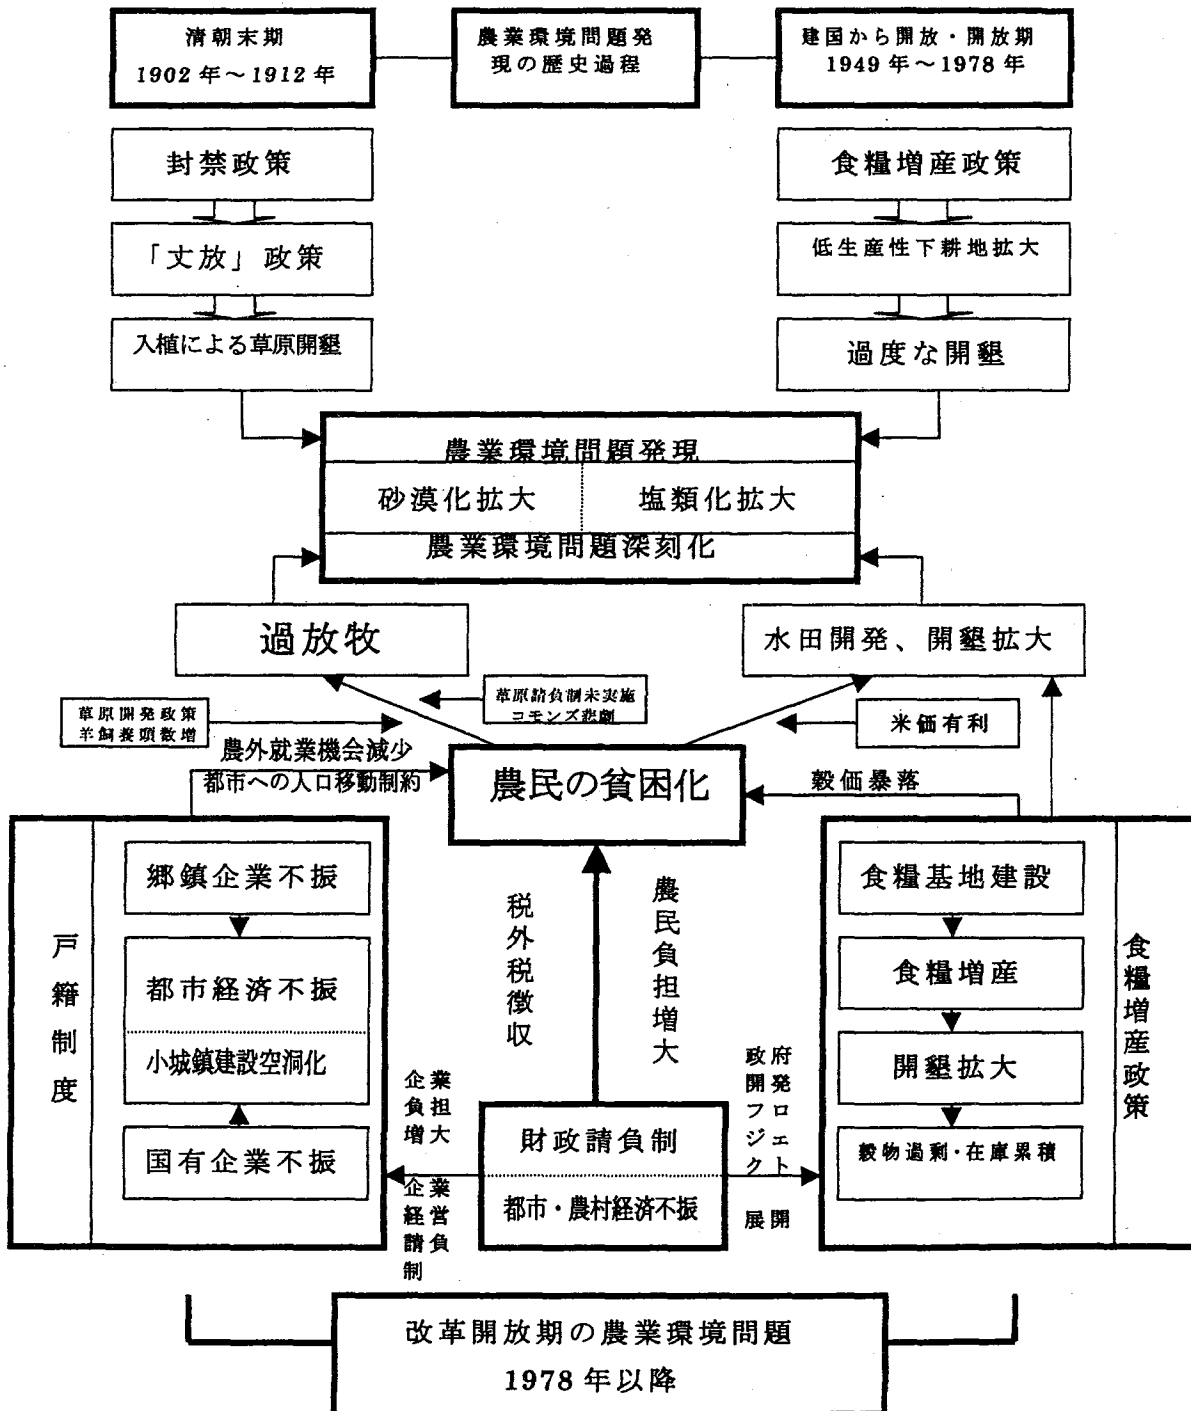 清朝末期
1902年～1912年
農業環境問題発
現の歴史過程
建国から開放・開放期
1949年～1978年
封禁政策
食糧増産政策
「丈放」政策
低生産性下耕地拡大
入植による草原開墾
過度な開墾
農業環境問題発現
砂漠化拡大
塩類化拡大
農業環境問題深刻化
過放牧
水田開発、開墾拡大
草原請負制未実施
コモンズ悲劇
草原開発政策
羊飼養頭数増
米価有利
農外就業機会減少
都市への人口移動制約
農民の貧困化
穀価暴落
戸籍制度
郷鎮企業不振
都市経済不振
小城鎮建設空洞化
国有企業不振
税外税徴収
農民負担増大
食糧基地建設
食糧増産
開墾拡大
穀物過剰・在庫累積
食糧増産政策
企業
負担
増大
企業
経営
請負
制
財政請負制
都市・農村経済不振
政府
開発
プロ
ジェ
クト
展開
改革開放期の農業環境問題
1978年以降